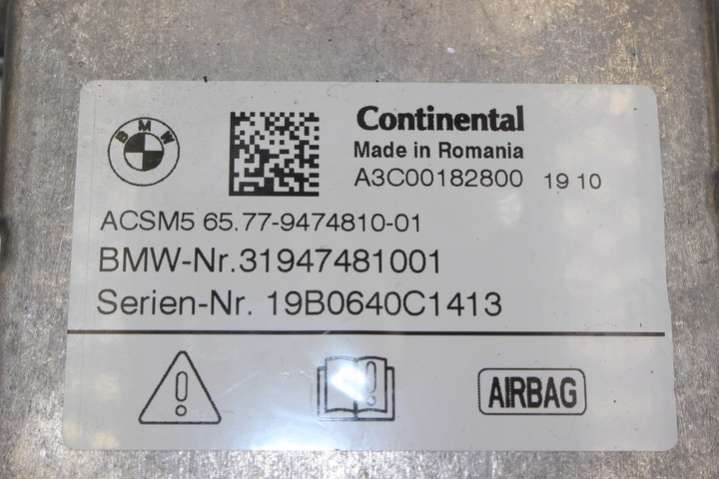 BMW
Continental
Made in Romania
A3C00182800 19 10
ACSM5 65.77-9474810-01
BMW-Nr.31947481001
Serien-Nr. 19B0640C1413
AIRBAG